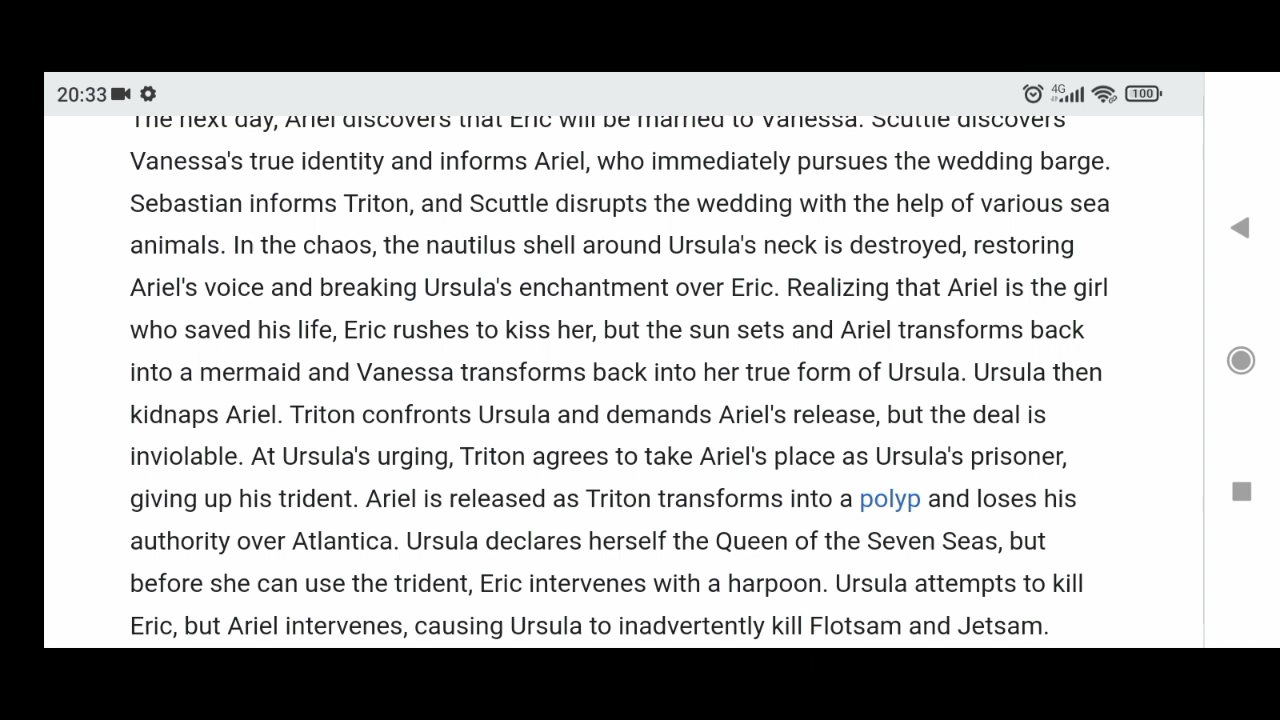 20:33
4G
100
The next day, Ariel discovers that Eric will be married to Vanessa. Scuttle discovers
Vanessa's true identity and informs Ariel, who immediately pursues the wedding barge.
Sebastian informs Triton, and Scuttle disrupts the wedding with the help of various sea
animals. In the chaos, the nautilus shell around Ursula's neck is destroyed, restoring
Ariel's voice and breaking Ursula's enchantment over Eric. Realizing that Ariel is the girl
who saved his life, Eric rushes to kiss her, but the sun sets and Ariel transforms back
into a mermaid and Vanessa transforms back into her true form of Ursula. Ursula then
kidnaps Ariel. Triton confronts Ursula and demands Ariel's release, but the deal is
inviolable. At Ursula's urging, Triton agrees to take Ariel's place as Ursula's prisoner,
giving up his trident. Ariel is released as Triton transforms into a polyp and loses his
authority over Atlantica. Ursula declares herself the Queen of the Seven Seas, but
before she can use the trident, Eric intervenes with a harpoon. Ursula attempts to kill
Eric, but Ariel intervenes, causing Ursula to inadvertently kill Flotsam and Jetsam.